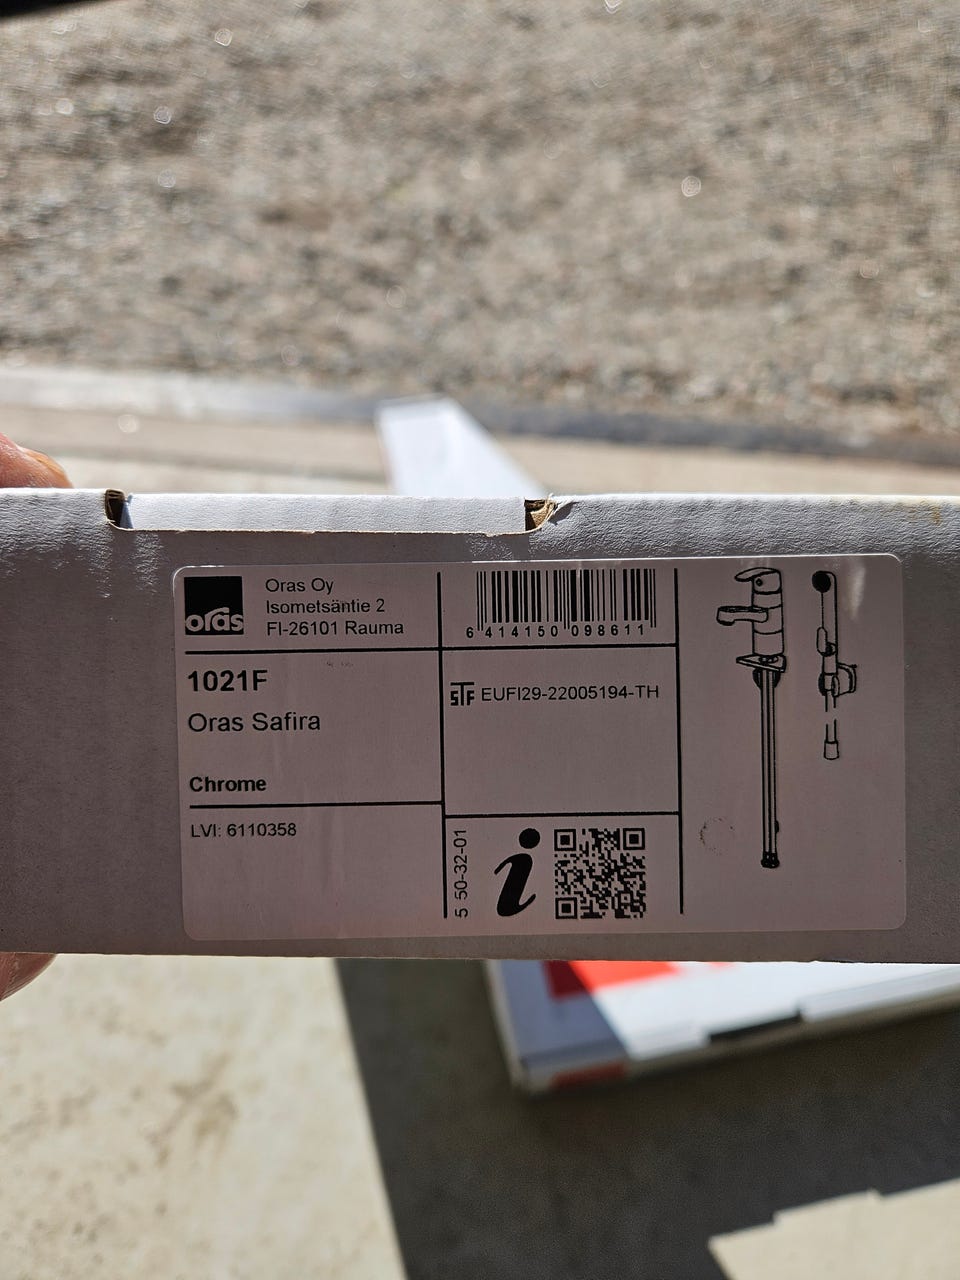 oras
Oras Oy
Isometsäntie 2
FI-26101 Rauma
6 414150 098611
1021F
Oras Safira
Chrome
LVI: 6110358
STF EUFI29-22005194-TH
5 50-32-01
i